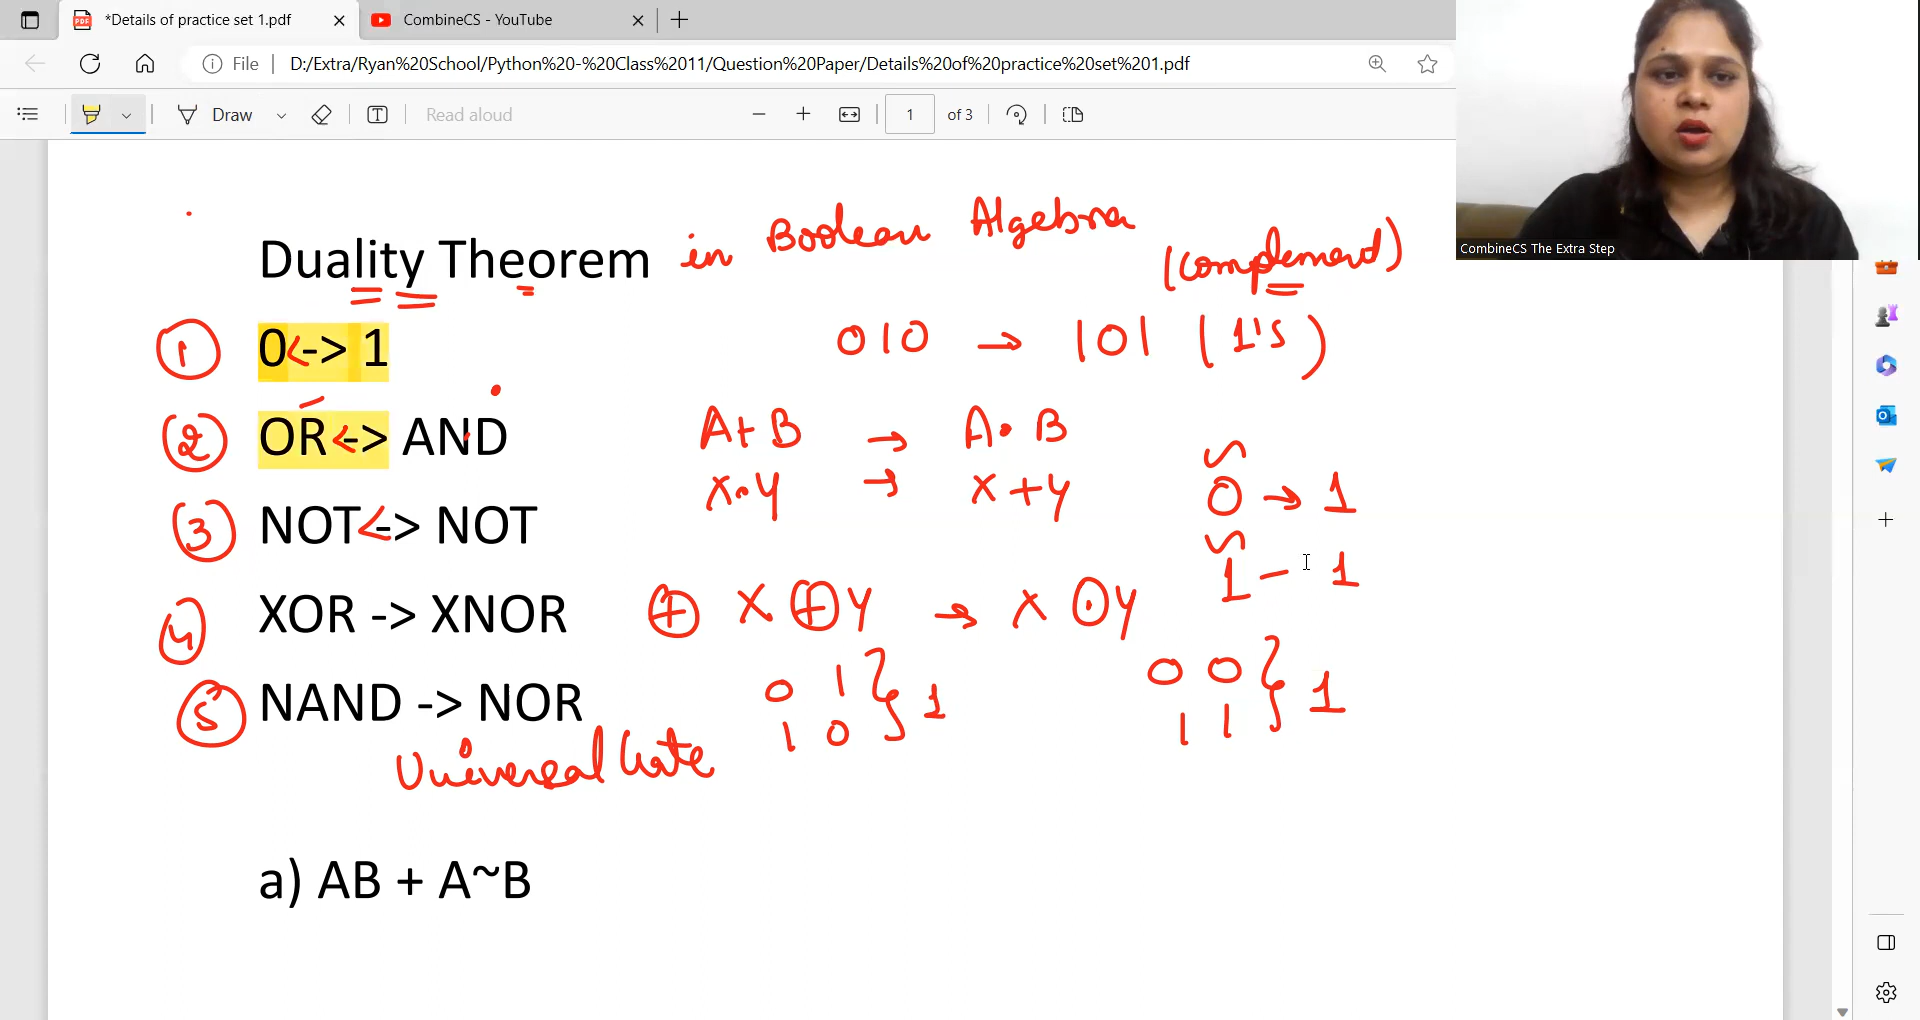 *Details of practice set 1.pdf
CombineCS - YouTube
File
D:/Extra/Ryan%20School/Python%20-%20Class%2011/Question%20Paper/Details%20of%20practice%20set%201.pdf
Draw
Read aloud
1
of 3
CombineCS The Extra Step
Duality Theorem in Boolean Algebra
(Complement)
1 0<-> 1
010 → 101 (1's)
2 OR<-> AND
A+B → A•B
X•Y → X+Y
0 → 1
3 NOT<-> NOT
1 - 1
4 XOR -> XNOR
⊕ X⊕Y → X⊙Y
0 1
1 0 } 1
0 0
1 1 } 1
5 NAND -> NOR
Universal Gate
a) AB + A~B